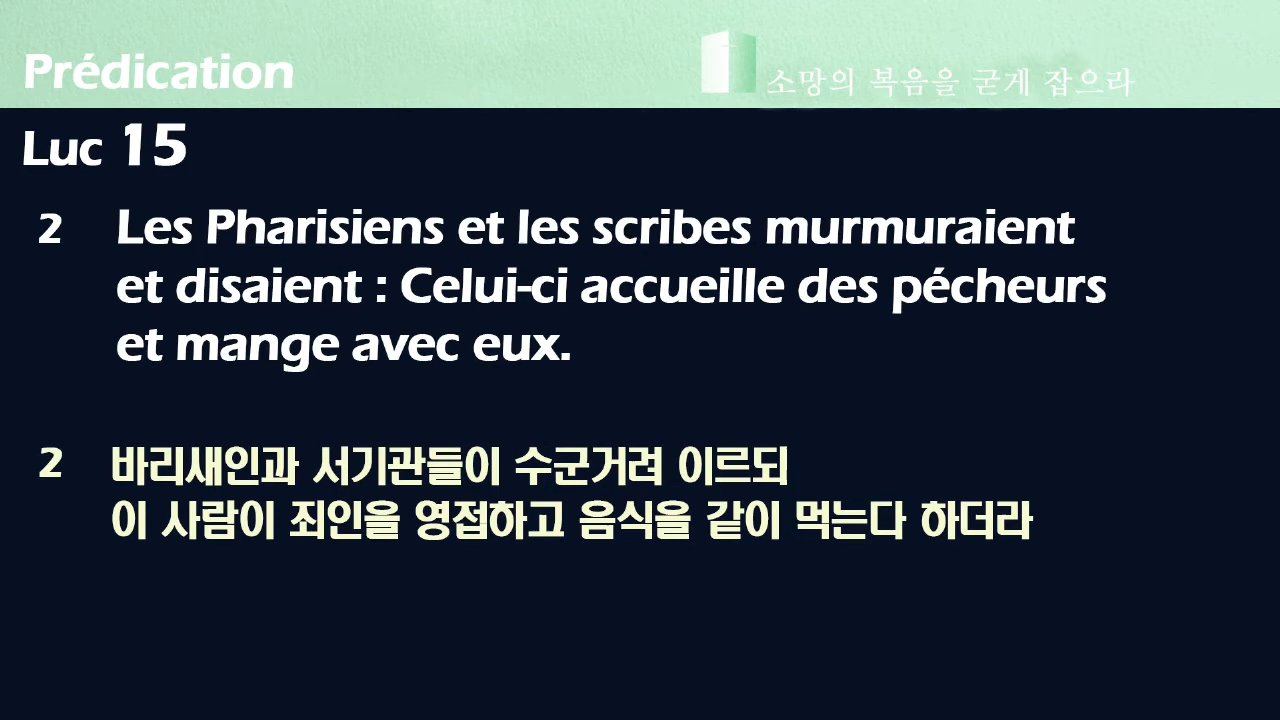 Prédication
소망의 복음을 굳게 잡으라
Luc 15
2 Les Pharisiens et les scribes murmuraient
et disaient : Celui-ci accueille des pécheurs
et mange avec eux.
2 바리새인과 서기관들이 수군거려 이르되
이 사람이 죄인을 영접하고 음식을 같이 먹는다 하더라